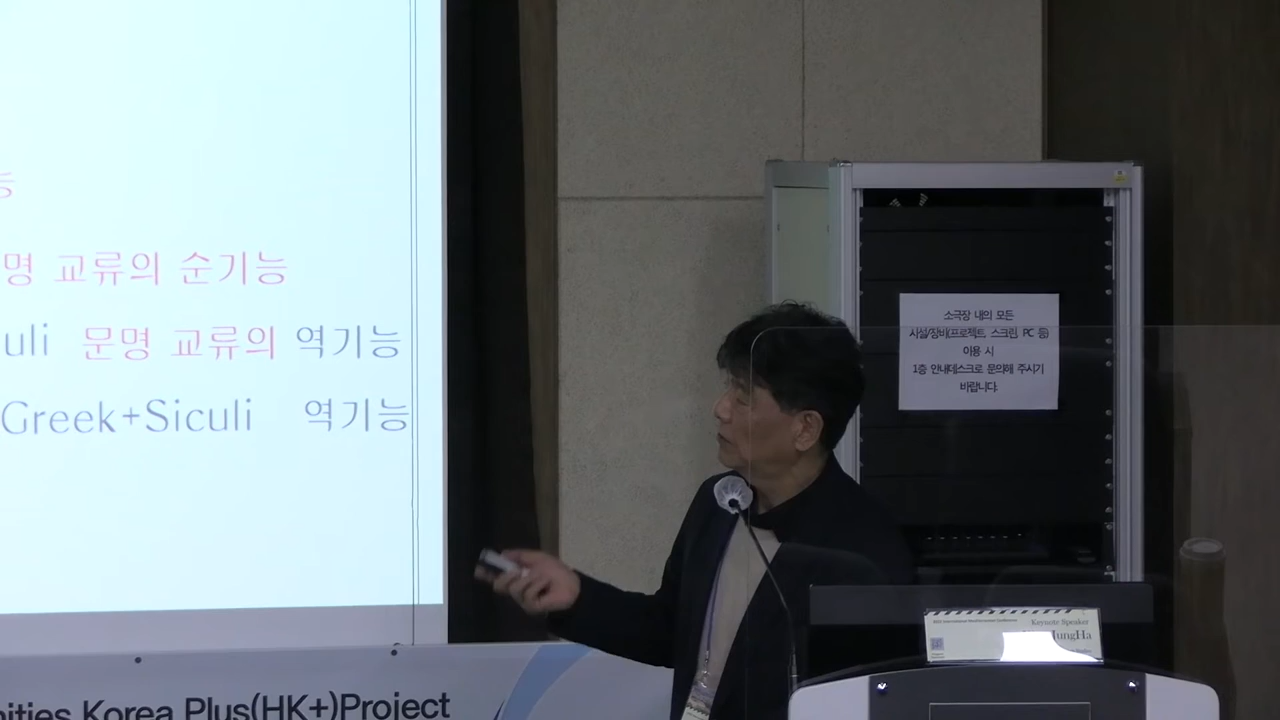 능
명 교류의 순기능
uli 문명 교류의 역기능
Greek+Siculi 역기능
소극장 내의 모든
시설/장비(프로젝트, 스크린, PC 등)
이용 시
1층 안내데스크로 문의해 주시기
바랍니다.
Keynote Speaker
JungHa
nities Korea Plus(HK+)Project